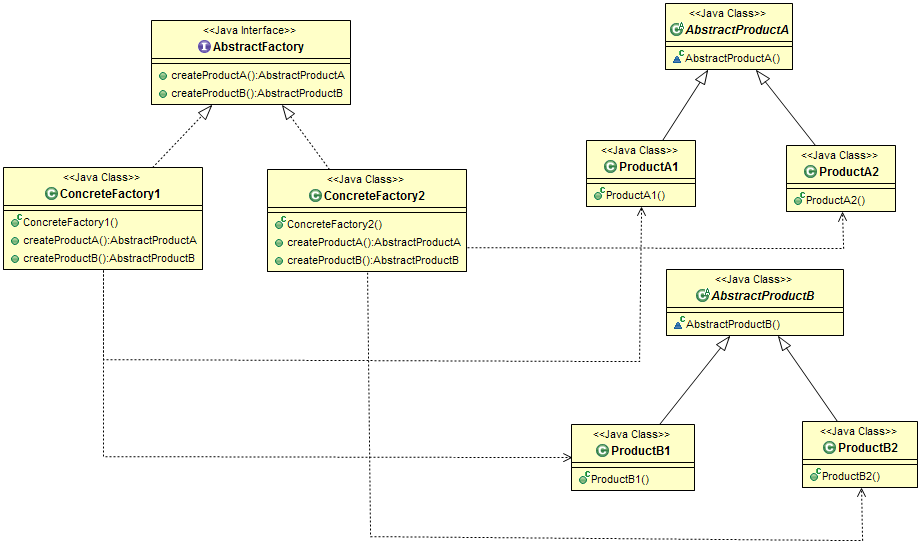 <<Java Interface>>
AbstractFactory
createProductA():AbstractProductA
createProductB():AbstractProductB
<<Java Class>>
AbstractProductA
AbstractProductA()
<<Java Class>>
ConcreteFactory1
ConcreteFactory1()
createProductA():AbstractProductA
createProductB():AbstractProductB
<<Java Class>>
ConcreteFactory2
ConcreteFactory2()
createProductA():AbstractProductA
createProductB():AbstractProductB
<<Java Class>>
ProductA1
ProductA1()
<<Java Class>>
ProductA2
ProductA2()
<<Java Class>>
AbstractProductB
AbstractProductB()
<<Java Class>>
ProductB1
ProductB1()
<<Java Class>>
ProductB2
ProductB2()